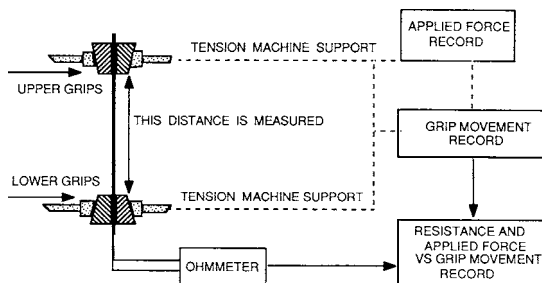 APPLIED FORCE
RECORD
TENSION MACHINE SUPPORT
UPPER GRIPS
THIS DISTANCE IS MEASURED
GRIP MOVEMENT
RECORD
LOWER GRIPS
TENSION MACHINE SUPPORT
RESISTANCE AND
APPLIED FORCE
VS GRIP MOVEMENT
RECORD
OHMMETER